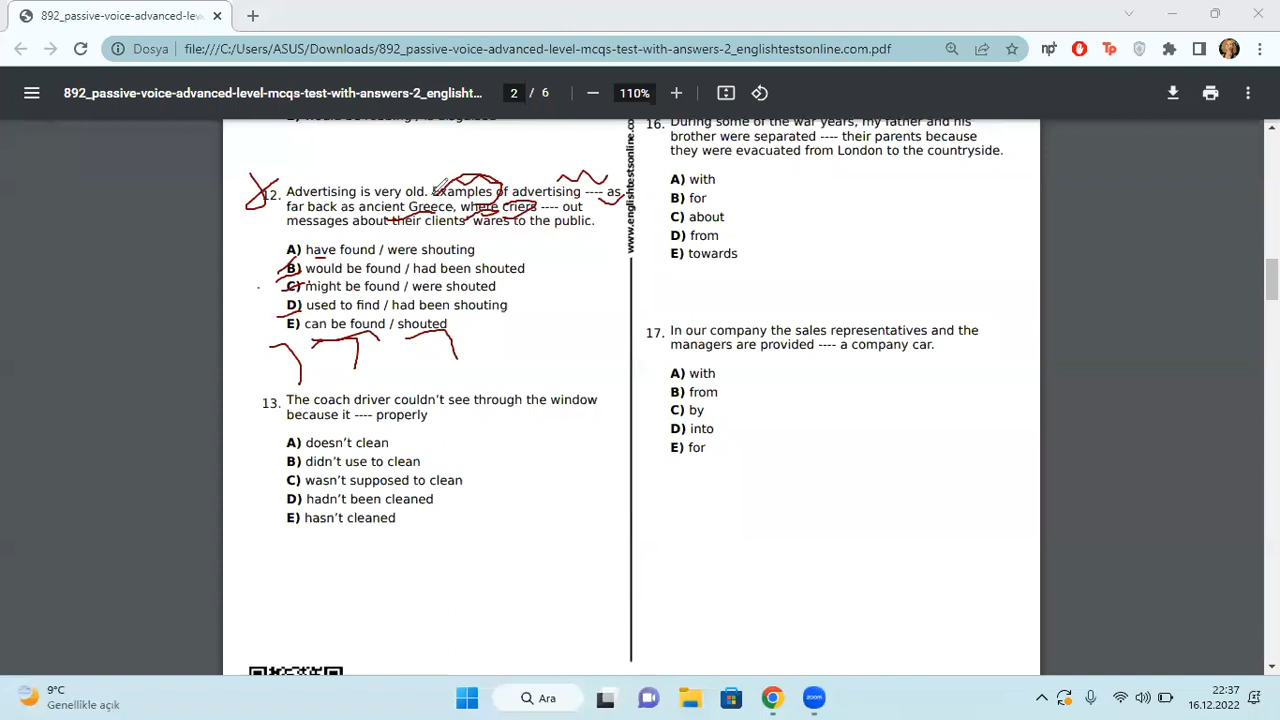 892_passive-voice-advanced-lev
Dosya file:///C:/Users/ASUS/Downloads/892_passive-voice-advanced-level-mcqs-test-with-answers-2_englishtestsonline.com.pdf
892_passive-voice-advanced-level-mcqs-test-with-answers-2_englisht... 2 / 6 110%
12. Advertising is very old. Examples of advertising ---- as
far back as ancient Greece, where criers ---- out
messages about their clients' wares to the public.
A) have found / were shouting
B) would be found / had been shouted
C) might be found / were shouted
D) used to find / had been shouting
E) can be found / shouted
13. The coach driver couldn't see through the window
because it ---- properly
A) doesn't clean
B) didn't use to clean
C) wasn't supposed to clean
D) hadn't been cleaned
E) hasn't cleaned
www.englishtestsonline.co
16. During some of the war years, my father and his
brother were separated ---- their parents because
they were evacuated from London to the countryside.
A) with
B) for
C) about
D) from
E) towards
17. In our company the sales representatives and the
managers are provided ---- a company car.
A) with
B) from
C) by
D) into
E) for
9°C
Genellikle açık
Ara
22:37
16.12.2022